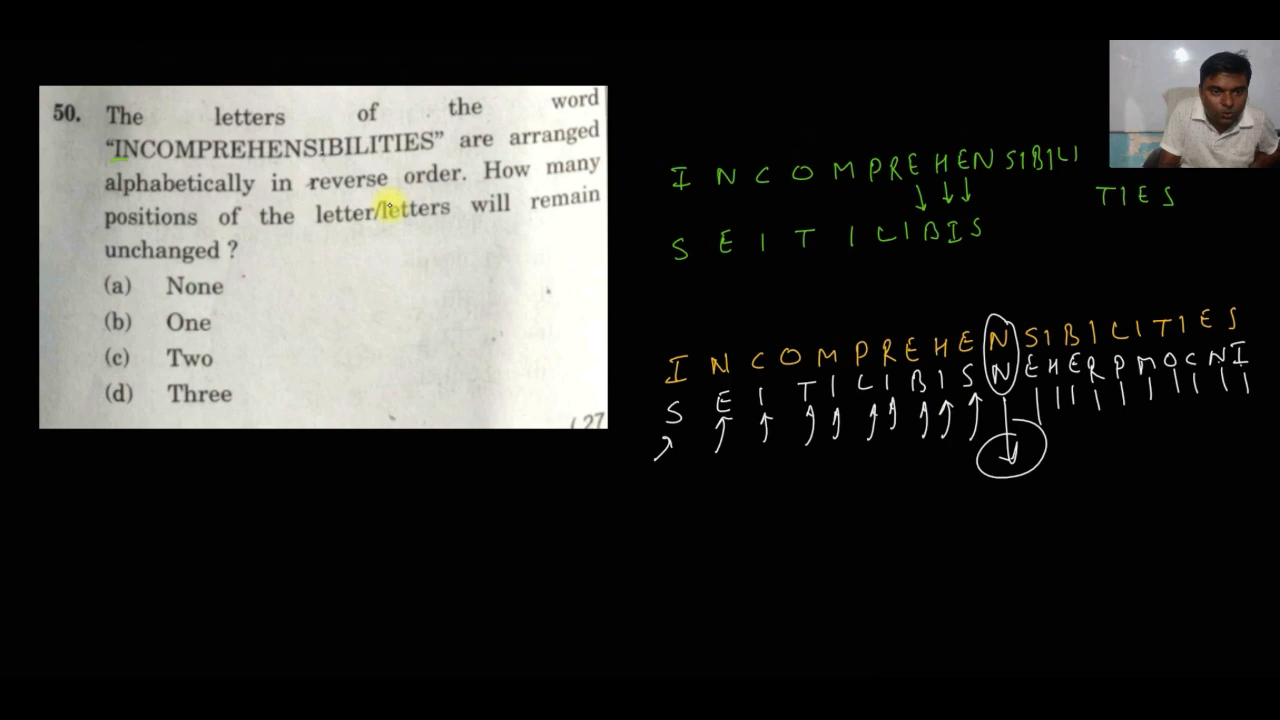 50. The letters of the word
"INCOMPREHENSIBILITIES" are arranged
alphabetically in reverse order. How many
positions of the letter/letters will remain
unchanged ?
(a) None
(b) One
(c) Two
(d) Three
(27
I N C O M P R E H E N S I B I L I
T I E S
S E I T I L I B I S
I N C O M P R E H E N S I B I L I T I E S
S E I T I L I B I S N E H E R P M O C N I